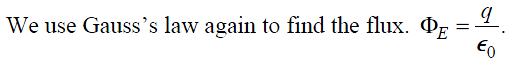 We use Gauss’s law again to find the flux. Φ_E = q/ϵ₀.